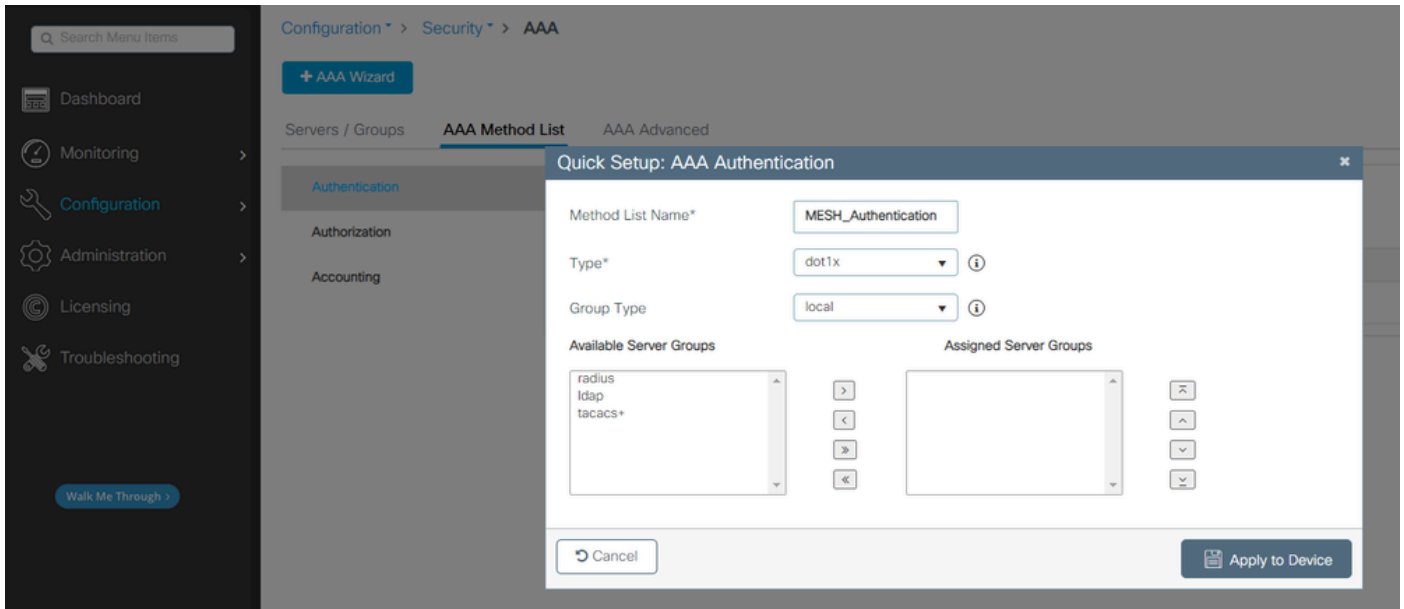 Search Menu Items
Dashboard
Monitoring
Configuration
Administration
Licensing
Troubleshooting
Walk Me Through >
Configuration > Security > AAA
+ AAA Wizard
Servers / Groups AAA Method List AAA Advanced
Authentication
Authorization
Accounting
Quick Setup: AAA Authentication
Method List Name* MESH_Authentication
Type* dot1x
Group Type local
Available Server Groups Assigned Server Groups
radius
ldap
tacacs+
Cancel Apply to Device